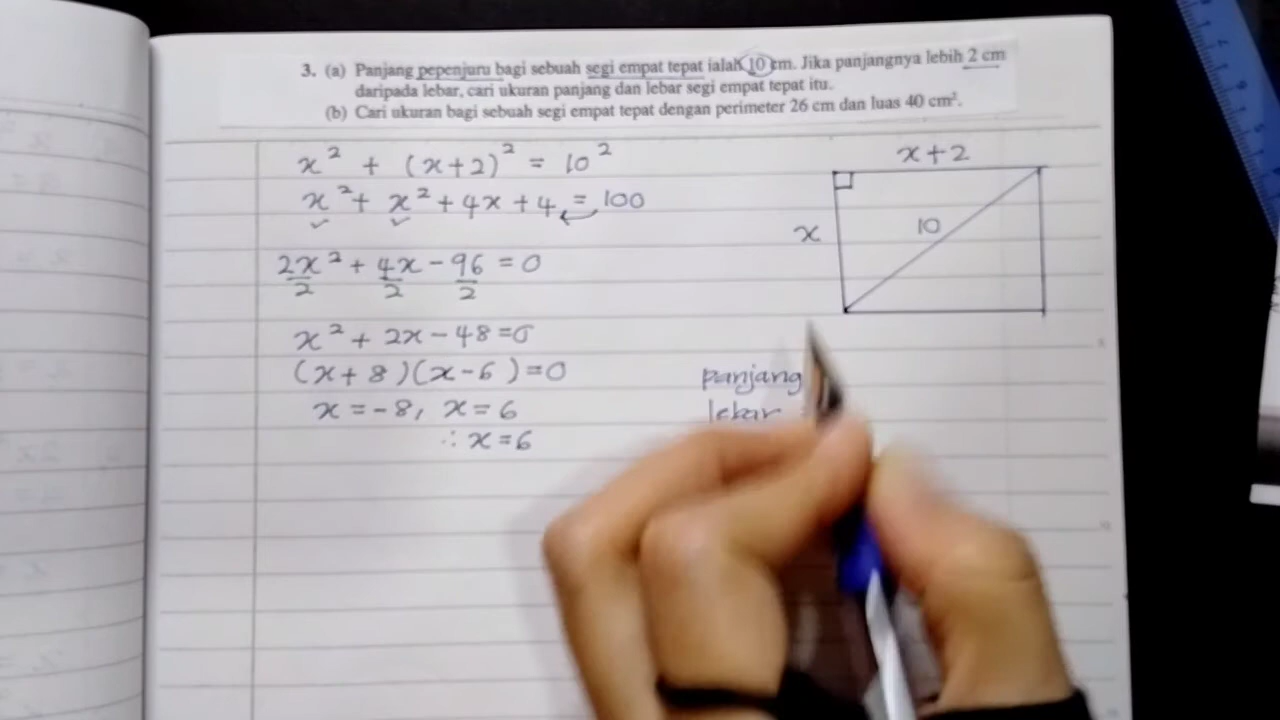 3. (a) Panjang pepenjuru bagi sebuah segi empat tepat ialah 10 cm. Jika panjangnya lebih 2 cm
daripada lebar, cari ukuran panjang dan lebar segi empat tepat itu.
(b) Cari ukuran bagi sebuah segi empat tepat dengan perimeter 26 cm dan luas 40 cm².
x² + (x+2)² = 10²
x² + x² + 4x + 4 = 100
2x²/2 + 4x/2 - 96/2 = 0
x² + 2x - 48 = 0
(x + 8)(x - 6) = 0
x = -8, x = 6
∴ x = 6
x+2
x
10
panjang
lebar